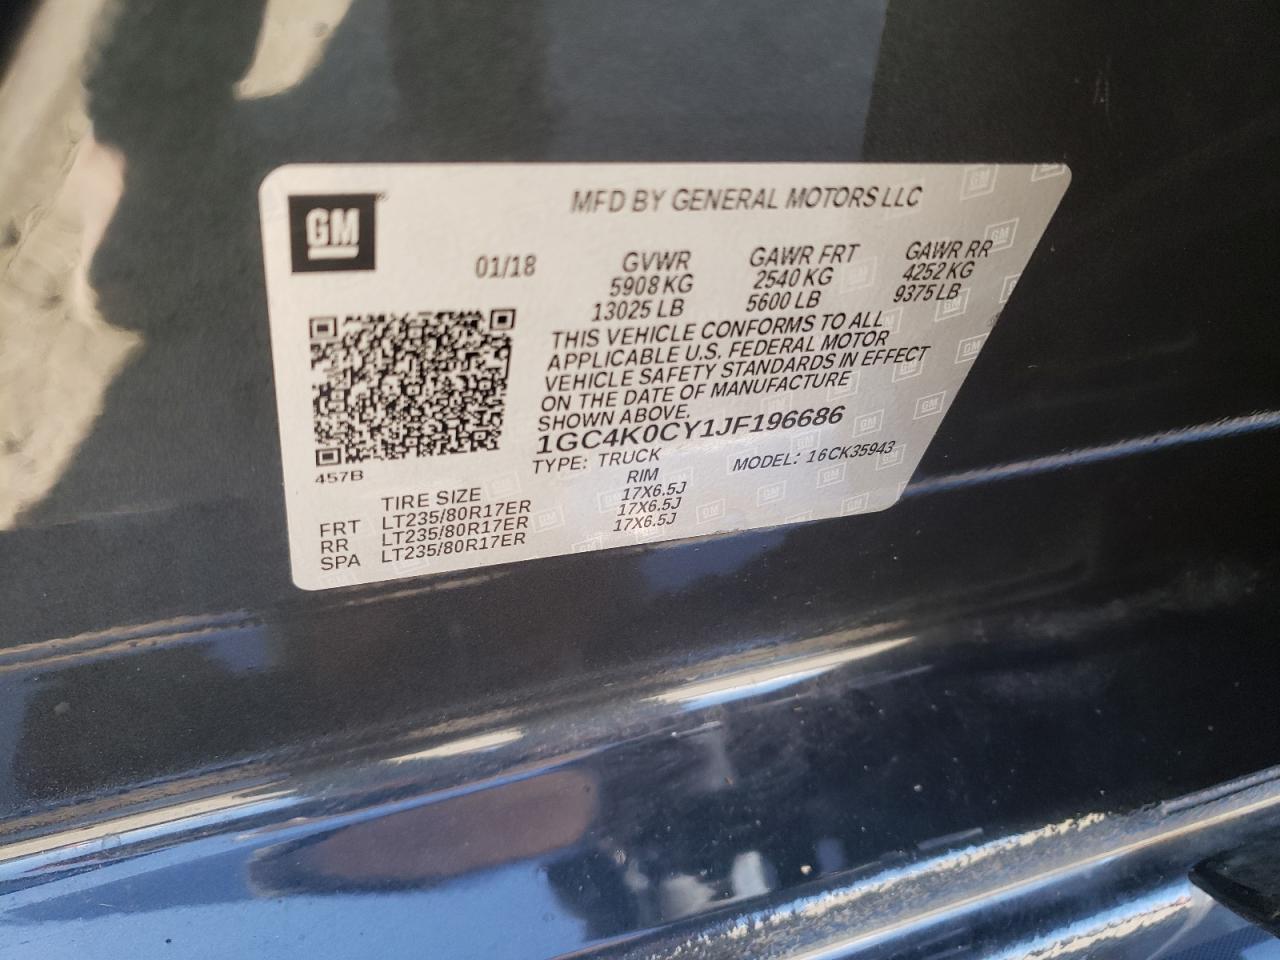 GM
MFD BY GENERAL MOTORS LLC
01/18 GVWR GAWR FRT GAWR RR
5908 KG 2540 KG 4252 KG
13025 LB 5600 LB 9375 LB
THIS VEHICLE CONFORMS TO ALL
APPLICABLE U.S. FEDERAL MOTOR
VEHICLE SAFETY STANDARDS IN EFFECT
ON THE DATE OF MANUFACTURE
SHOWN ABOVE.
1GC4K0CY1JF196686
457B
TYPE: TRUCK MODEL: 16CK35943
TIRE SIZE RIM
FRT LT235/80R17ER 17X6.5J
RR LT235/80R17ER 17X6.5J
SPA LT235/80R17ER 17X6.5J